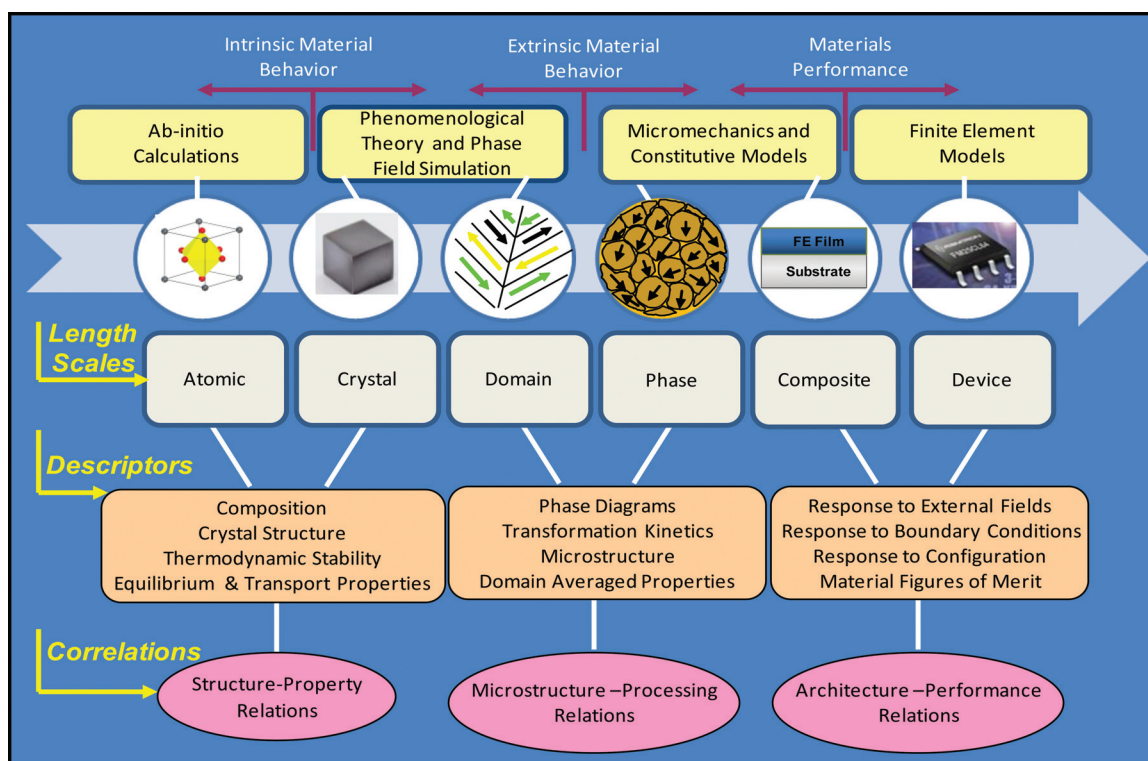 Intrinsic Material
Behavior
Extrinsic Material
Behavior
Materials
Performance
Ab-initio
Calculations
Phenomenological
Theory and Phase
Field Simulation
Micromechanics and
Constitutive Models
Finite Element
Models
FE Film
Substrate
FM25CL64
Length
Scales
Atomic
Crystal
Domain
Phase
Composite
Device
Descriptors
Composition
Crystal Structure
Thermodynamic Stability
Equilibrium & Transport Properties
Phase Diagrams
Transformation Kinetics
Microstructure
Domain Averaged Properties
Response to External Fields
Response to Boundary Conditions
Response to Configuration
Material Figures of Merit
Correlations
Structure-Property
Relations
Microstructure –Processing
Relations
Architecture –Performance
Relations